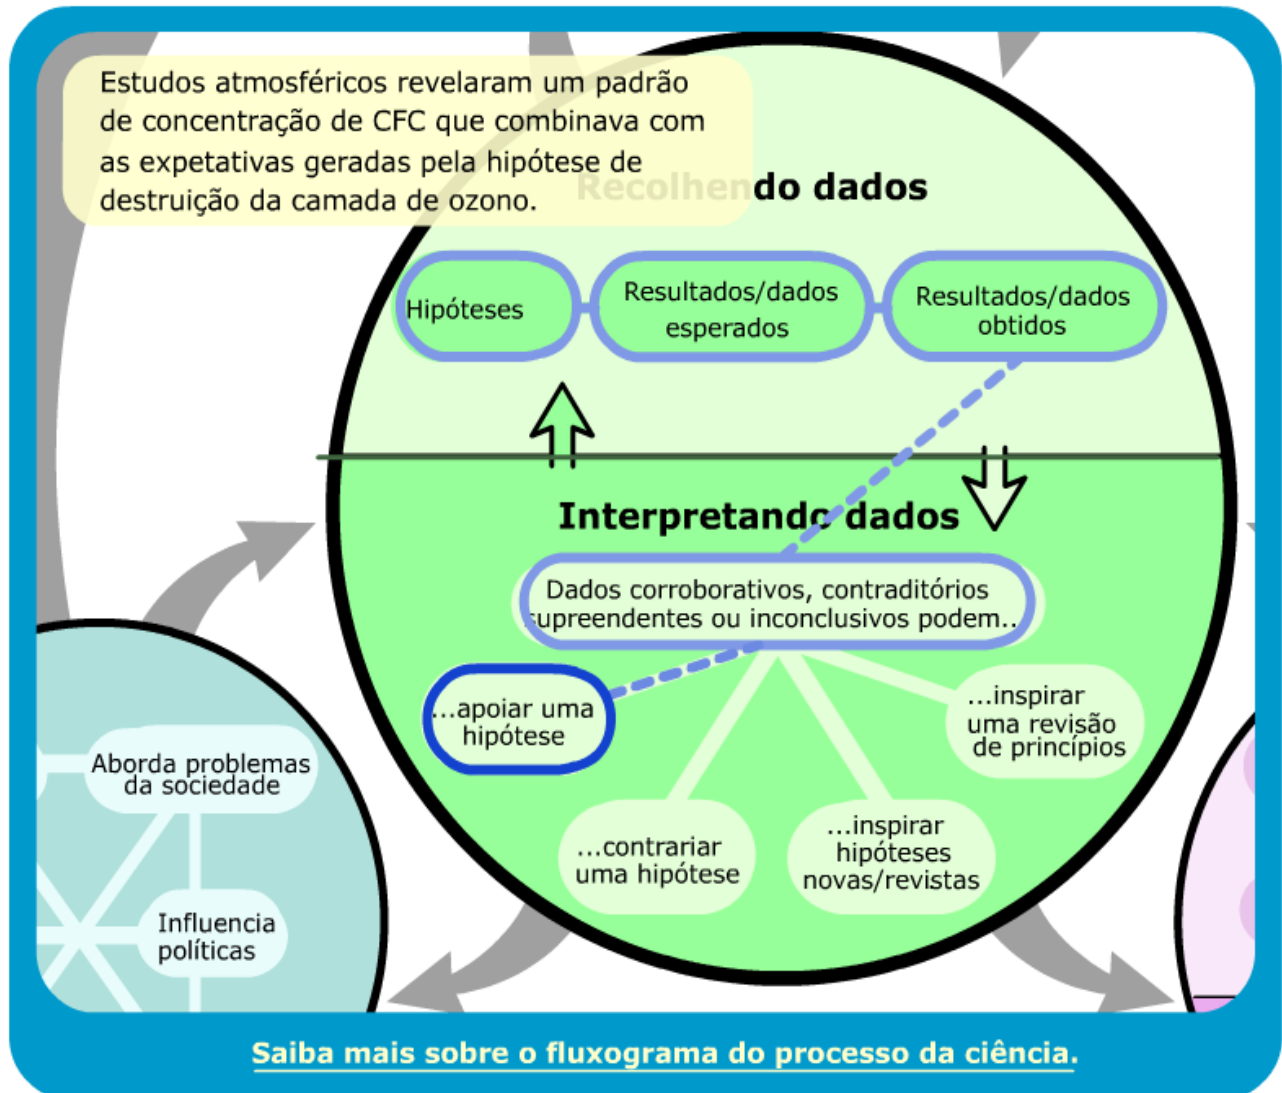 Estudos atmosféricos revelaram um padrão
de concentração de CFC que combinava com
as expetativas geradas pela hipótese de
destruição da camada de ozono.
Recolhendo dados
Hipóteses
Resultados/dados
esperados
Resultados/dados
obtidos
Interpretando dados
Dados corroborativos, contraditórios
supreendentes ou inconclusivos podem..
...apoiar uma
hipótese
...inspirar
uma revisão
de princípios
...contrariar
uma hipótese
...inspirar
hipóteses
novas/revistas
Aborda problemas
da sociedade
Influencia
políticas
Saiba mais sobre o fluxograma do processo da ciência.